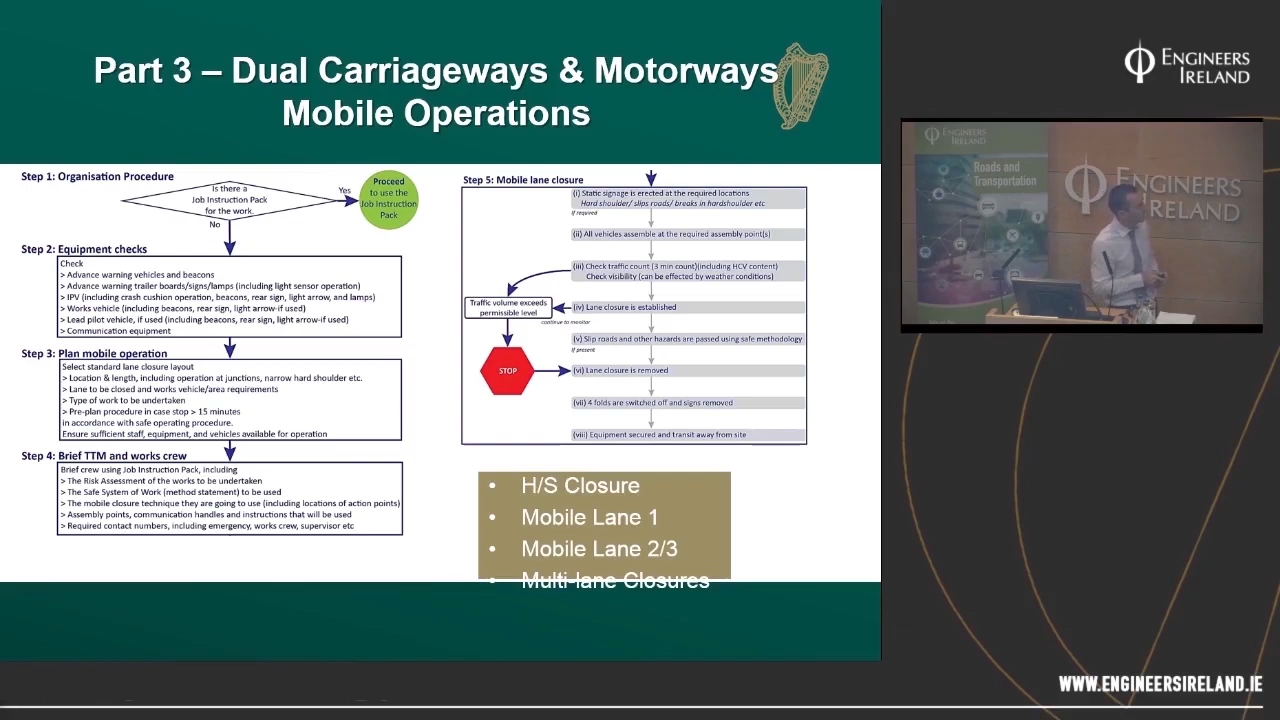 Part 3 – Dual Carriageways & Motorways
Mobile Operations
Step 1: Organisation Procedure
Is there a
Job Instruction Pack
for the work.
Yes
No
Proceed
to use the
Job Instruction
Pack
Step 2: Equipment checks
Check
> Advance warning vehicles and beacons
> Advance warning trailer boards/signs/lamps (including light sensor operation)
> IPV (including crash cushion operation, beacons, rear sign, light arrow, and lamps)
> Works vehicle (including beacons, rear sign, light arrow-if used)
> Lead pilot vehicle, if used (including beacons, rear sign, light arrow-if used)
> Communication equipment
Step 3: Plan mobile operation
Select standard lane closure layout
> Location & length, including operation at junctions, narrow hard shoulder etc.
> Lane to be closed and works vehicle/area requirements
> Type of work to be undertaken
> Pre-plan procedure in case stop > 15 minutes
in accordance with safe operating procedure.
Ensure sufficient staff, equipment, and vehicles available for operation
Step 4: Brief TTM and works crew
Brief crew using Job Instruction Pack, including
> The Risk Assessment of the works to be undertaken
> The Safe System of Work (method statement) to be used
> The mobile closure technique they are going to use (including locations of action points)
> Assembly points, communication handles and instructions that will be used
> Required contact numbers, including emergency, works crew, supervisor etc
Step 5: Mobile lane closure
(i) Static signage is erected at the required locations.
Hard shoulder/ slips roads/ breaks in hardshoulder etc
If required
(ii) All vehicles assemble at the required assembly point(s)
(iii) Check traffic count (3 min count)(including HCV content)
Check visibility (can be effected by weather conditions)
Traffic volume exceeds
permissible level
(iv) Lane closure is established
continue to monitor
(v) Slip roads and other hazards are passed using safe methodology
If present
STOP
(vi) Lane closure is removed
(vii) 4 folds are switched off and signs removed
(viii) Equipment secured and transit away from site
• H/S Closure
• Mobile Lane 1
• Mobile Lane 2/3
• Multi-lane Closures
ENGINEERS
IRELAND
ENGINEERS
IRELAND
Roads and
Transportation
ENGINEERS
IRELAND
WWW.ENGINEERSIRELAND.IE